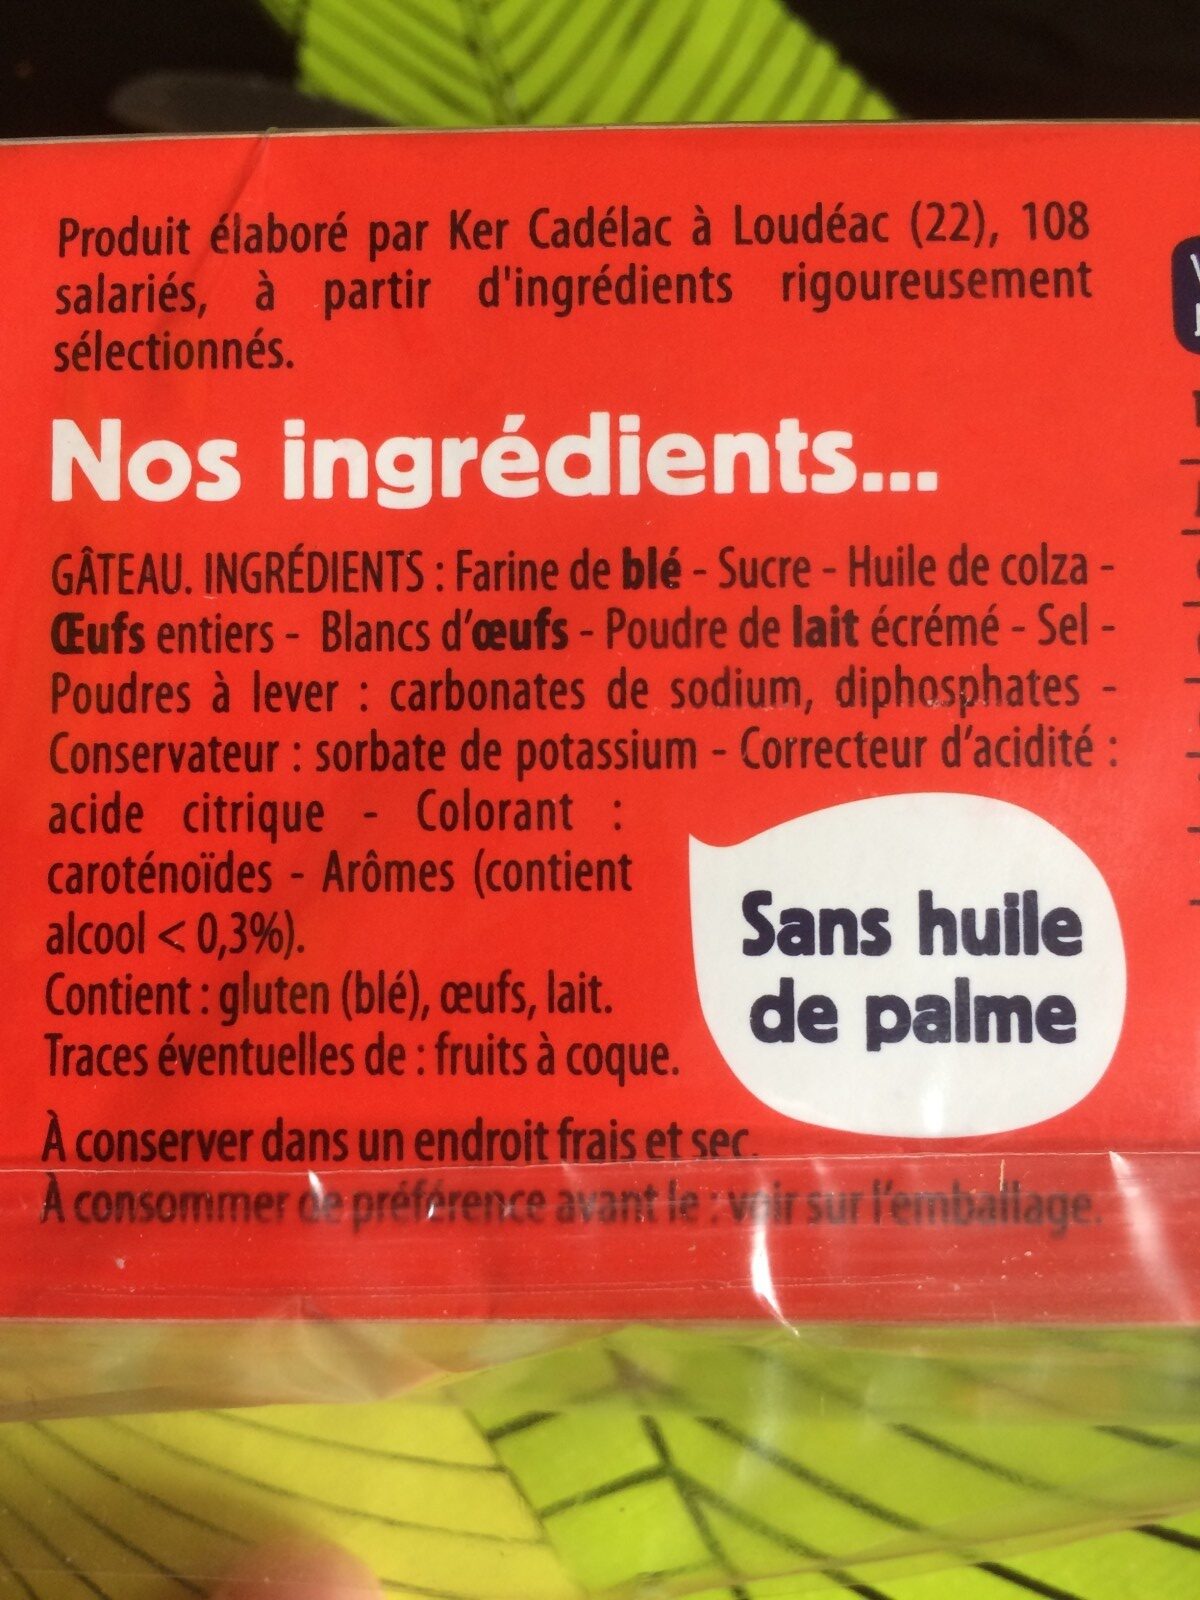 Produit élaboré par Ker Cadélac à Loudéac (22), 108
salariés, à partir d'ingrédients rigoureusement
sélectionnés.
Nos ingrédients...
GÂTEAU. INGRÉDIENTS : Farine de blé - Sucre - Huile de colza -
Œufs entiers - Blancs d'œufs - Poudre de lait écrémé - Sel -
Poudres à lever : carbonates de sodium, diphosphates -
Conservateur : sorbate de potassium - Correcteur d'acidité :
acide citrique - Colorant :
caroténoïdes - Arômes (contient
alcool < 0,3%).
Contient : gluten (blé), œufs, lait.
Traces éventuelles de : fruits à coque.
Sans huile
de palme
À conserver dans un endroit frais et sec.
À consommer de préférence avant le : voir sur l'emballage.